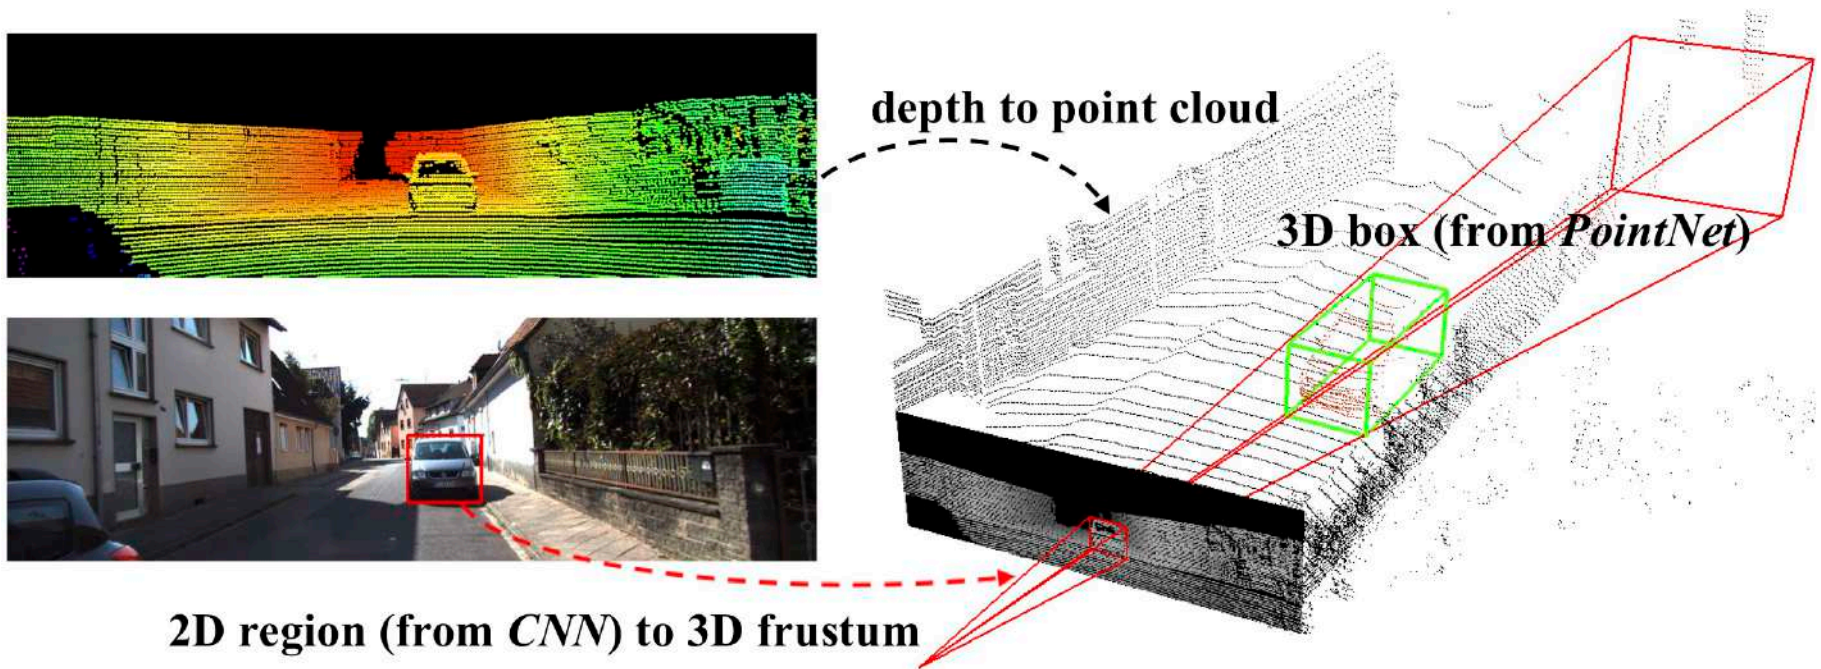 depth to point cloud
3D box (from PointNet)
2D region (from CNN) to 3D frustum